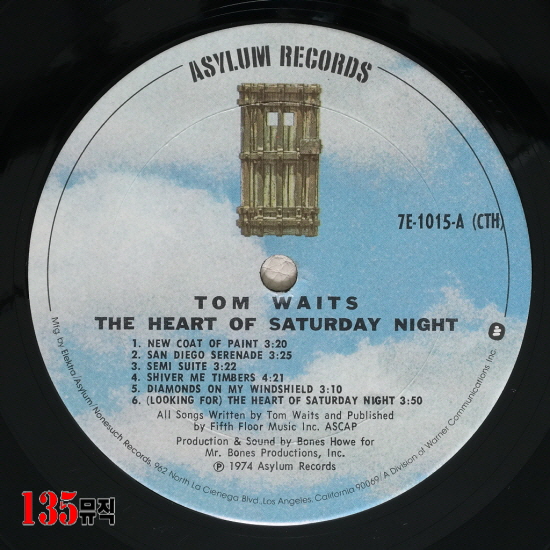 ASYLUM RECORDS
7E-1015-A (CTH)
TOM WAITS
THE HEART OF SATURDAY NIGHT
1. NEW COAT OF PAINT 3:20
2. SAN DIEGO SERENADE 3:25
3. SEMI SUITE 3:22
4. SHIVER ME TIMBERS 4:21
5. DIAMONDS ON MY WINDSHIELD 3:10
6. (LOOKING FOR) THE HEART OF SATURDAY NIGHT 3:50
All Songs Written by Tom Waits and Published
by Fifth Floor Music Inc. ASCAP
Production & Sound by Bones Howe for
Mr. Bones Productions, Inc.
℗ 1974 Asylum Records
Mfg. by Elektra/Asylum/Nonesuch Records, 962 North La Cienega Blvd., Los Angeles, California 90069/A Division of Warner Communications Inc.
135뮤직